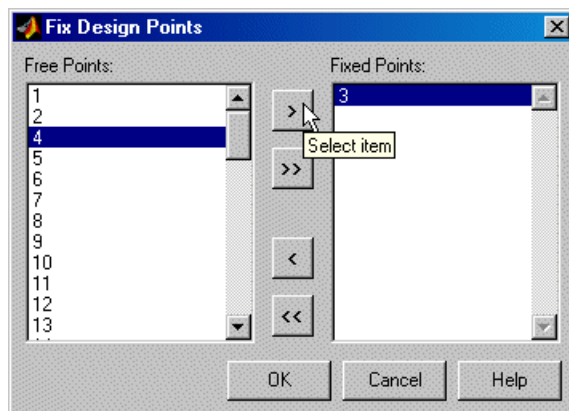 Fix Design Points
Free Points:
Fixed Points:
1
2
4
5
6
7
8
9
10
11
12
13
3
>
Select item
>>
<
<<
OK
Cancel
Help